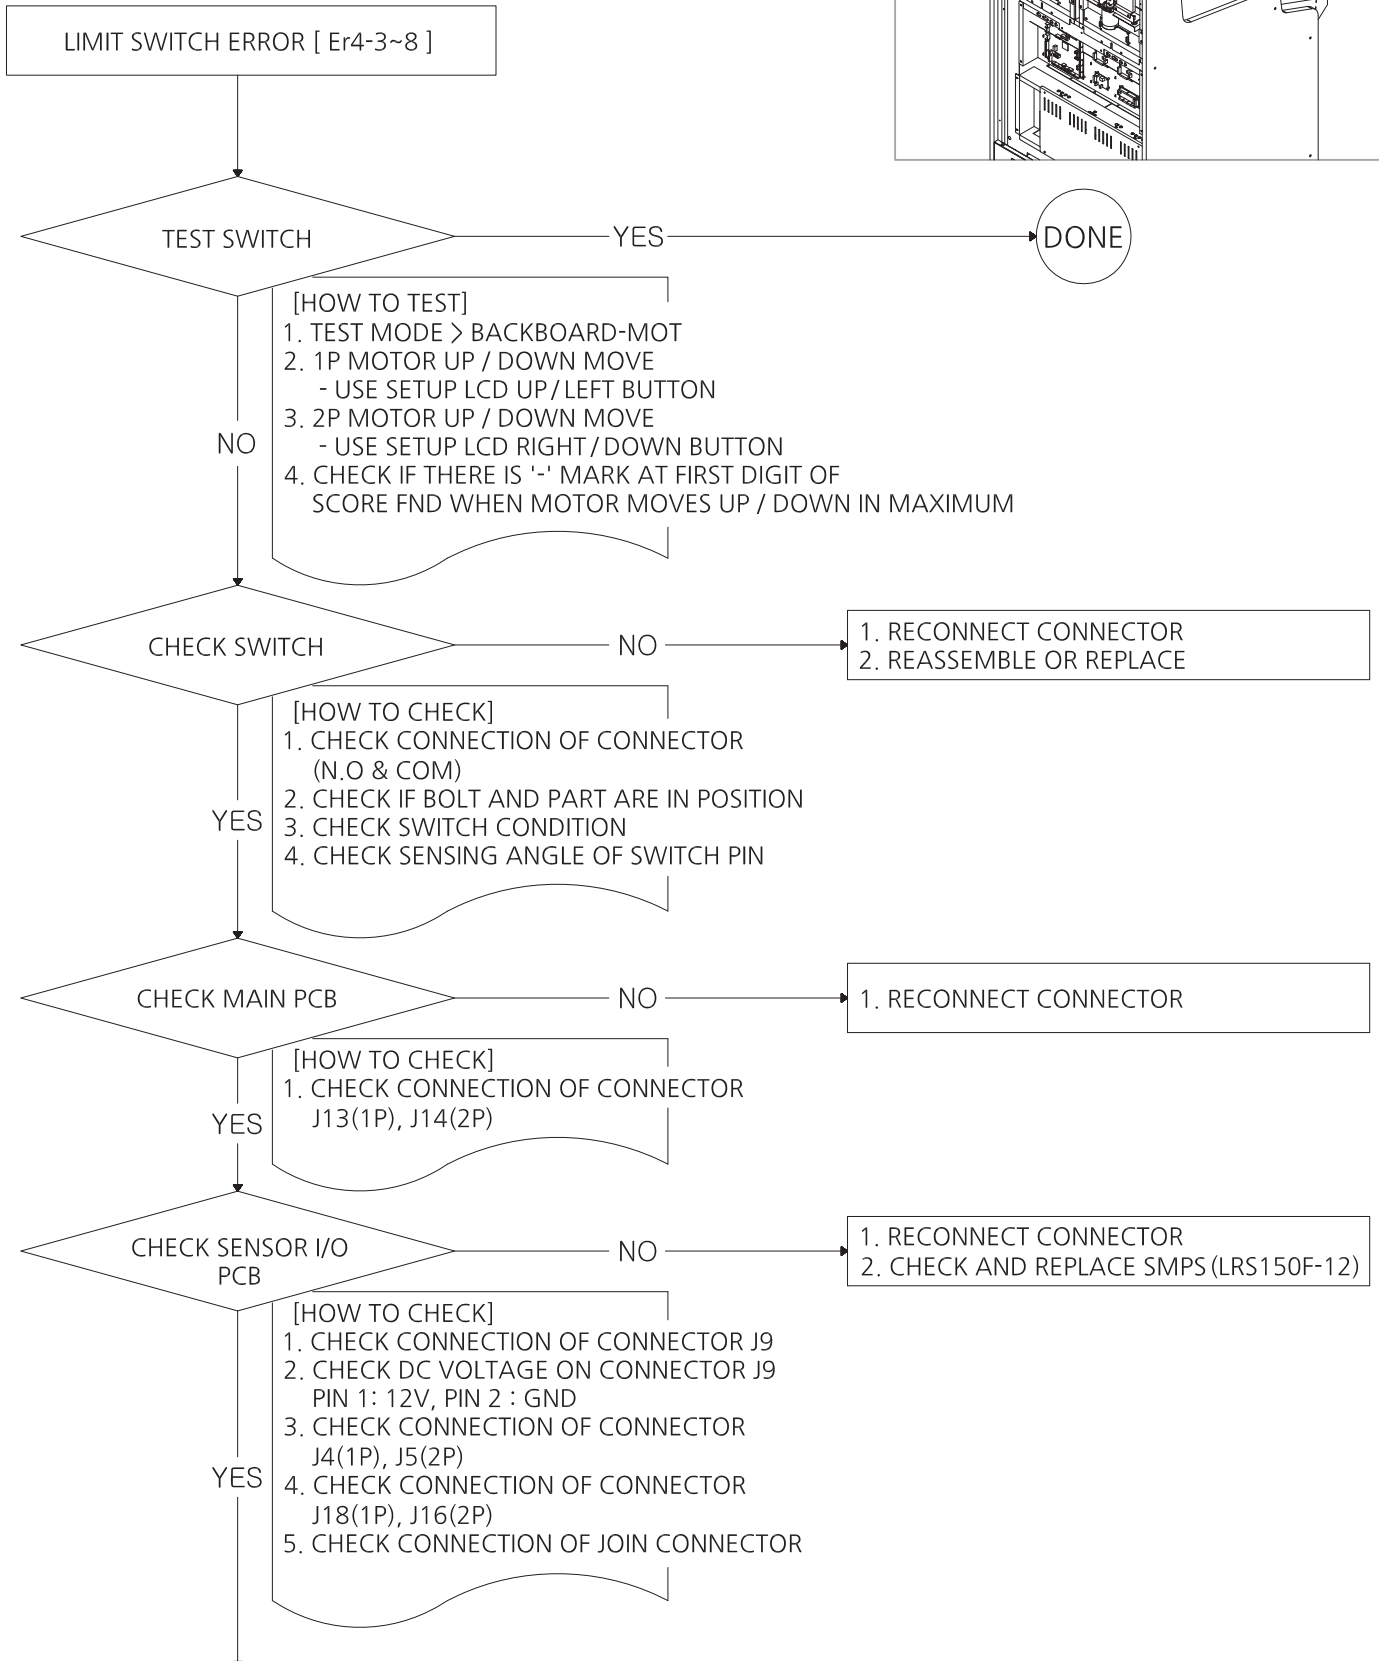 LIMIT SWITCH ERROR [ Er4-3~8 ]
TEST SWITCH
YES
DONE
[HOW TO TEST]
1. TEST MODE > BACKBOARD-MOT
2. 1P MOTOR UP / DOWN MOVE
- USE SETUP LCD UP/LEFT BUTTON
3. 2P MOTOR UP / DOWN MOVE
- USE SETUP LCD RIGHT/DOWN BUTTON
4. CHECK IF THERE IS '-' MARK AT FIRST DIGIT OF
SCORE FND WHEN MOTOR MOVES UP / DOWN IN MAXIMUM
NO
CHECK SWITCH
NO
1. RECONNECT CONNECTOR
2. REASSEMBLE OR REPLACE
[HOW TO CHECK]
1. CHECK CONNECTION OF CONNECTOR
(N.O & COM)
2. CHECK IF BOLT AND PART ARE IN POSITION
3. CHECK SWITCH CONDITION
4. CHECK SENSING ANGLE OF SWITCH PIN
YES
CHECK MAIN PCB
NO
1. RECONNECT CONNECTOR
[HOW TO CHECK]
1. CHECK CONNECTION OF CONNECTOR
J13(1P), J14(2P)
YES
CHECK SENSOR I/O
PCB
NO
1. RECONNECT CONNECTOR
2. CHECK AND REPLACE SMPS(LRS150F-12)
[HOW TO CHECK]
1. CHECK CONNECTION OF CONNECTOR J9
2. CHECK DC VOLTAGE ON CONNECTOR J9
PIN 1: 12V, PIN 2 : GND
3. CHECK CONNECTION OF CONNECTOR
J4(1P), J5(2P)
4. CHECK CONNECTION OF CONNECTOR
J18(1P), J16(2P)
5. CHECK CONNECTION OF JOIN CONNECTOR
YES